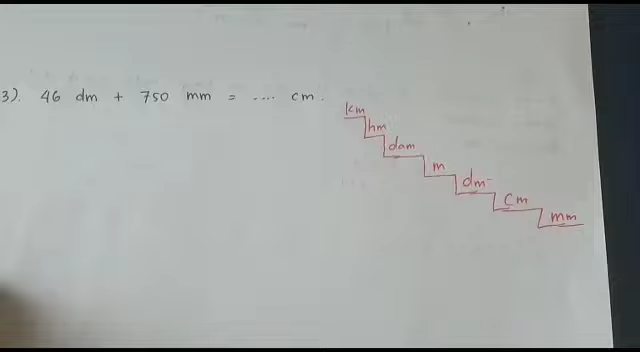 3). 46 dm + 750 mm = .... cm.
km
hm
dam
m
dm
cm
mm